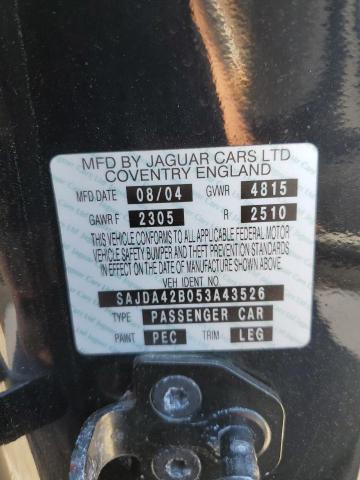 MFD BY JAGUAR CARS LTD
COVENTRY ENGLAND
MFD DATE 08/04 GVWR 4815
GAWR F 2305 R 2510
THIS VEHICLE CONFORMS TO ALL APPLICABLE FEDERAL MOTOR
VEHICLE SAFETY, BUMPER AND THEFT PREVENTION STANDARDS
IN EFFECT ON THE DATE OF MANUFACTURE SHOWN ABOVE.
VEH IDENT NO.
SAJDA42B053A43526
TYPE PASSENGER CAR
PAINT PEC TRIM LEG